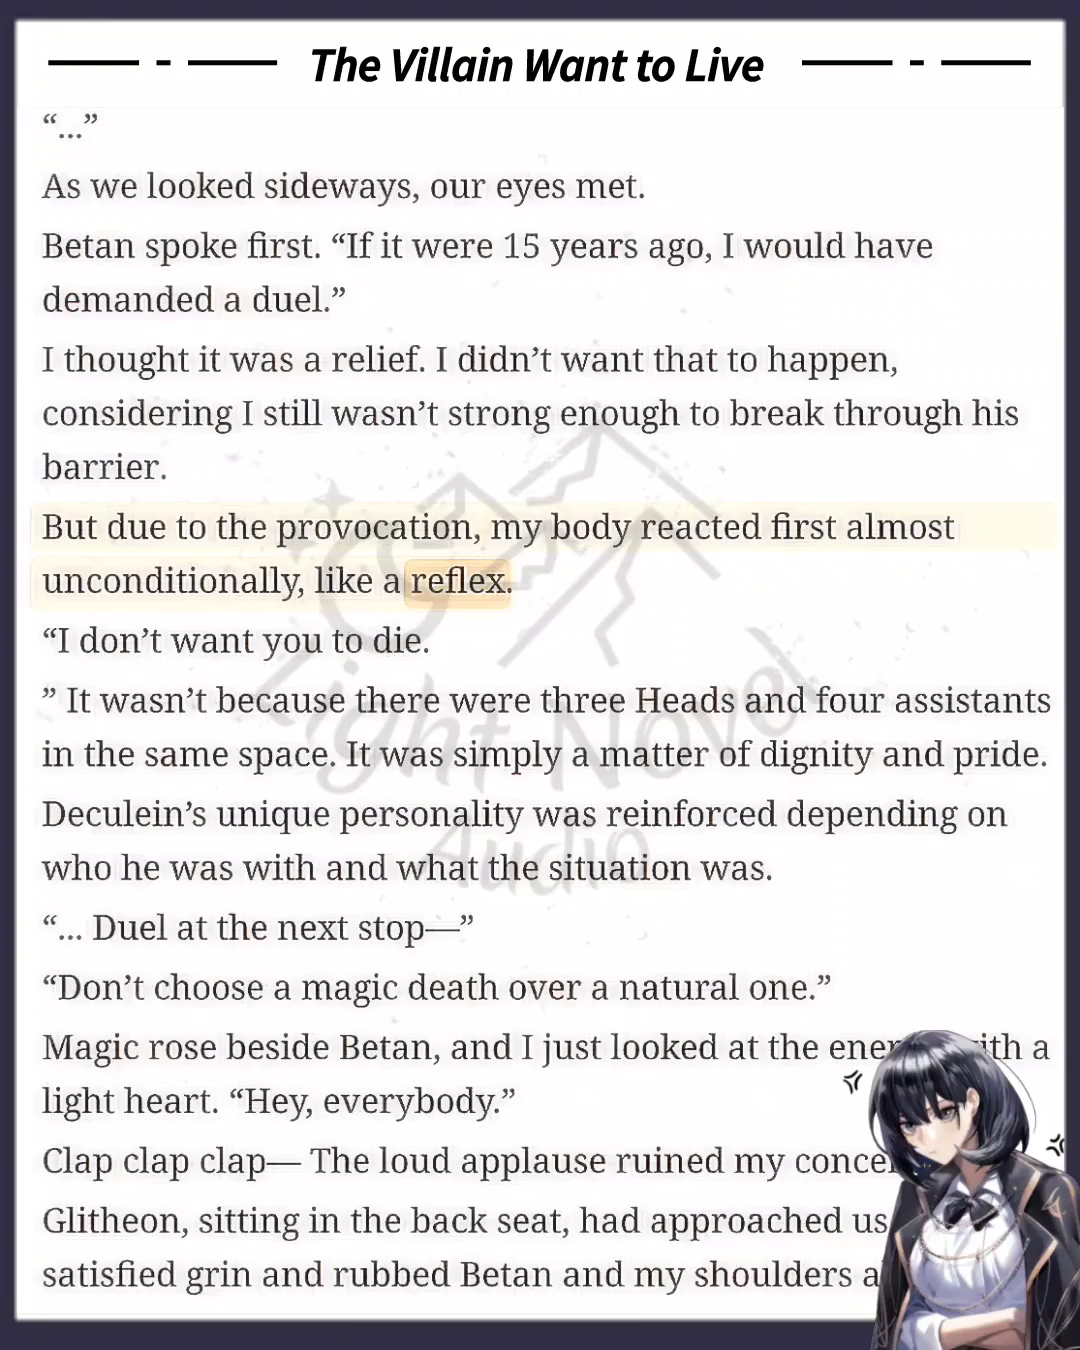 The Villain Want to Live
“...”
As we looked sideways, our eyes met.
Betan spoke first. “If it were 15 years ago, I would have
demanded a duel.”
I thought it was a relief. I didn’t want that to happen,
considering I still wasn’t strong enough to break through his
barrier.
But due to the provocation, my body reacted first almost
unconditionally, like a reflex.
“I don’t want you to die.
” It wasn’t because there were three Heads and four assistants
in the same space. It was simply a matter of dignity and pride.
Deculein’s unique personality was reinforced depending on
who he was with and what the situation was.
“... Duel at the next stop—”
“Don’t choose a magic death over a natural one.”
Magic rose beside Betan, and I just looked at the a
light heart. “Hey, everybody.”
Clap clap clap— The loud applause ruined my
Glitheon, sitting in the back seat, had approached us
satisfied grin and rubbed Betan and my shoulders
Light Novel
Audio